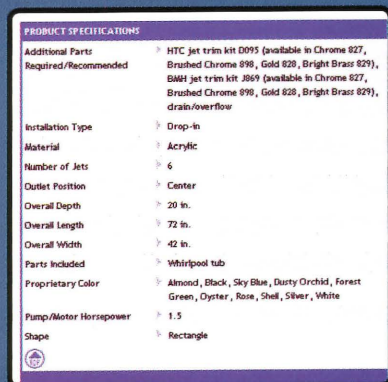 PRODUCT SPECIFICATIONS
Additional Parts Required/Recommended HTC jet trim kit D095 (available in Chrome 827,
Brushed Chrome 898, Gold 828, Bright Brass 829),
BMH jet trim kit J869 (available in Chrome 827,
Brushed Chrome 898, Gold 828, Bright Brass 829),
drain/overflow
Installation Type Drop-in
Material Acrylic
Number of Jets 6
Outlet Position Center
Overall Depth 20 in.
Overall Length 72 in.
Overall Width 42 in.
Parts Included Whirlpool tub
Proprietary Color Almond, Black, Sky Blue, Dusty Orchid, Forest
Green, Oyster, Rose, Shell, Silver, White
Pump/Motor Horsepower 1.5
Shape Rectangle